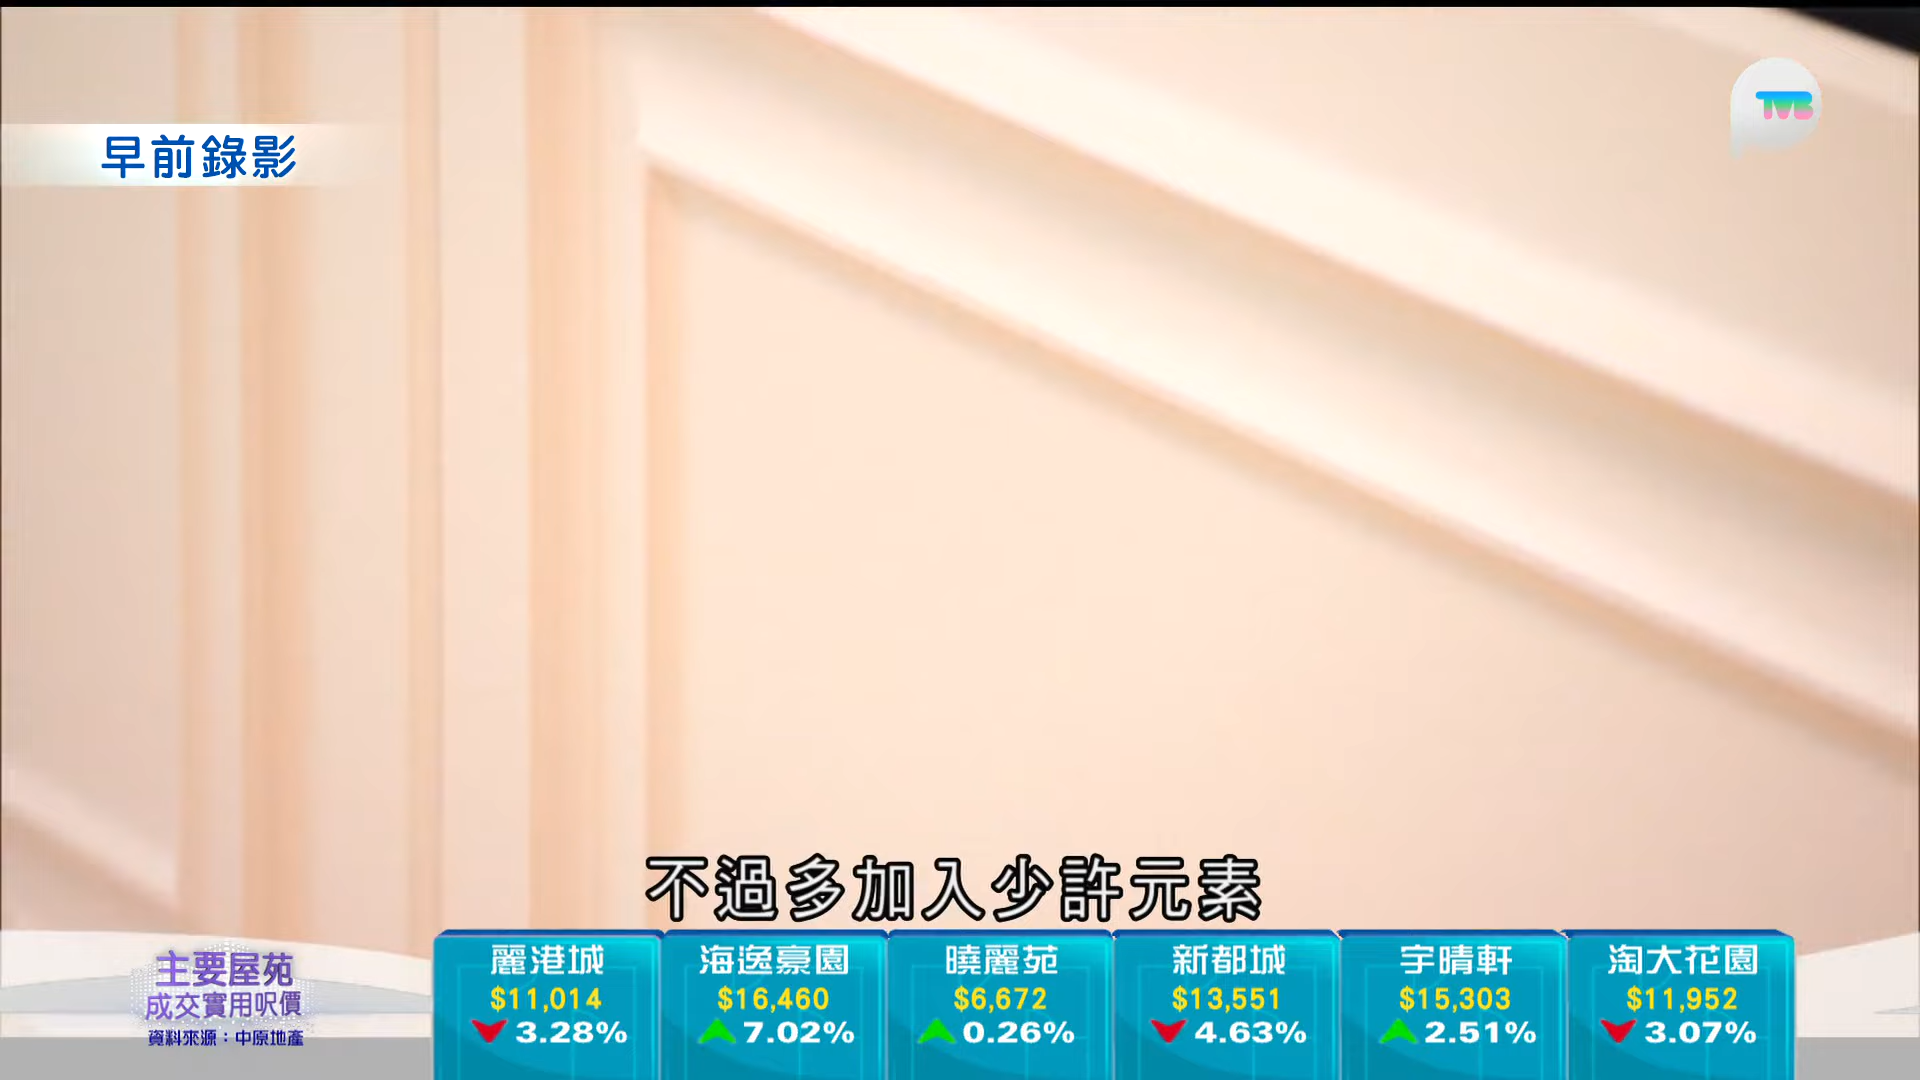 早前錄影
TVB
不過多加入少許元素
主要屋苑
成交實用呎價
資料來源：中原地產
麗港城
$11,014
3.28%
海逸豪園
$16,460
7.02%
曉麗苑
$6,672
0.26%
新都城
$13,551
4.63%
宇晴軒
$15,303
2.51%
淘大花園
$11,952
3.07%